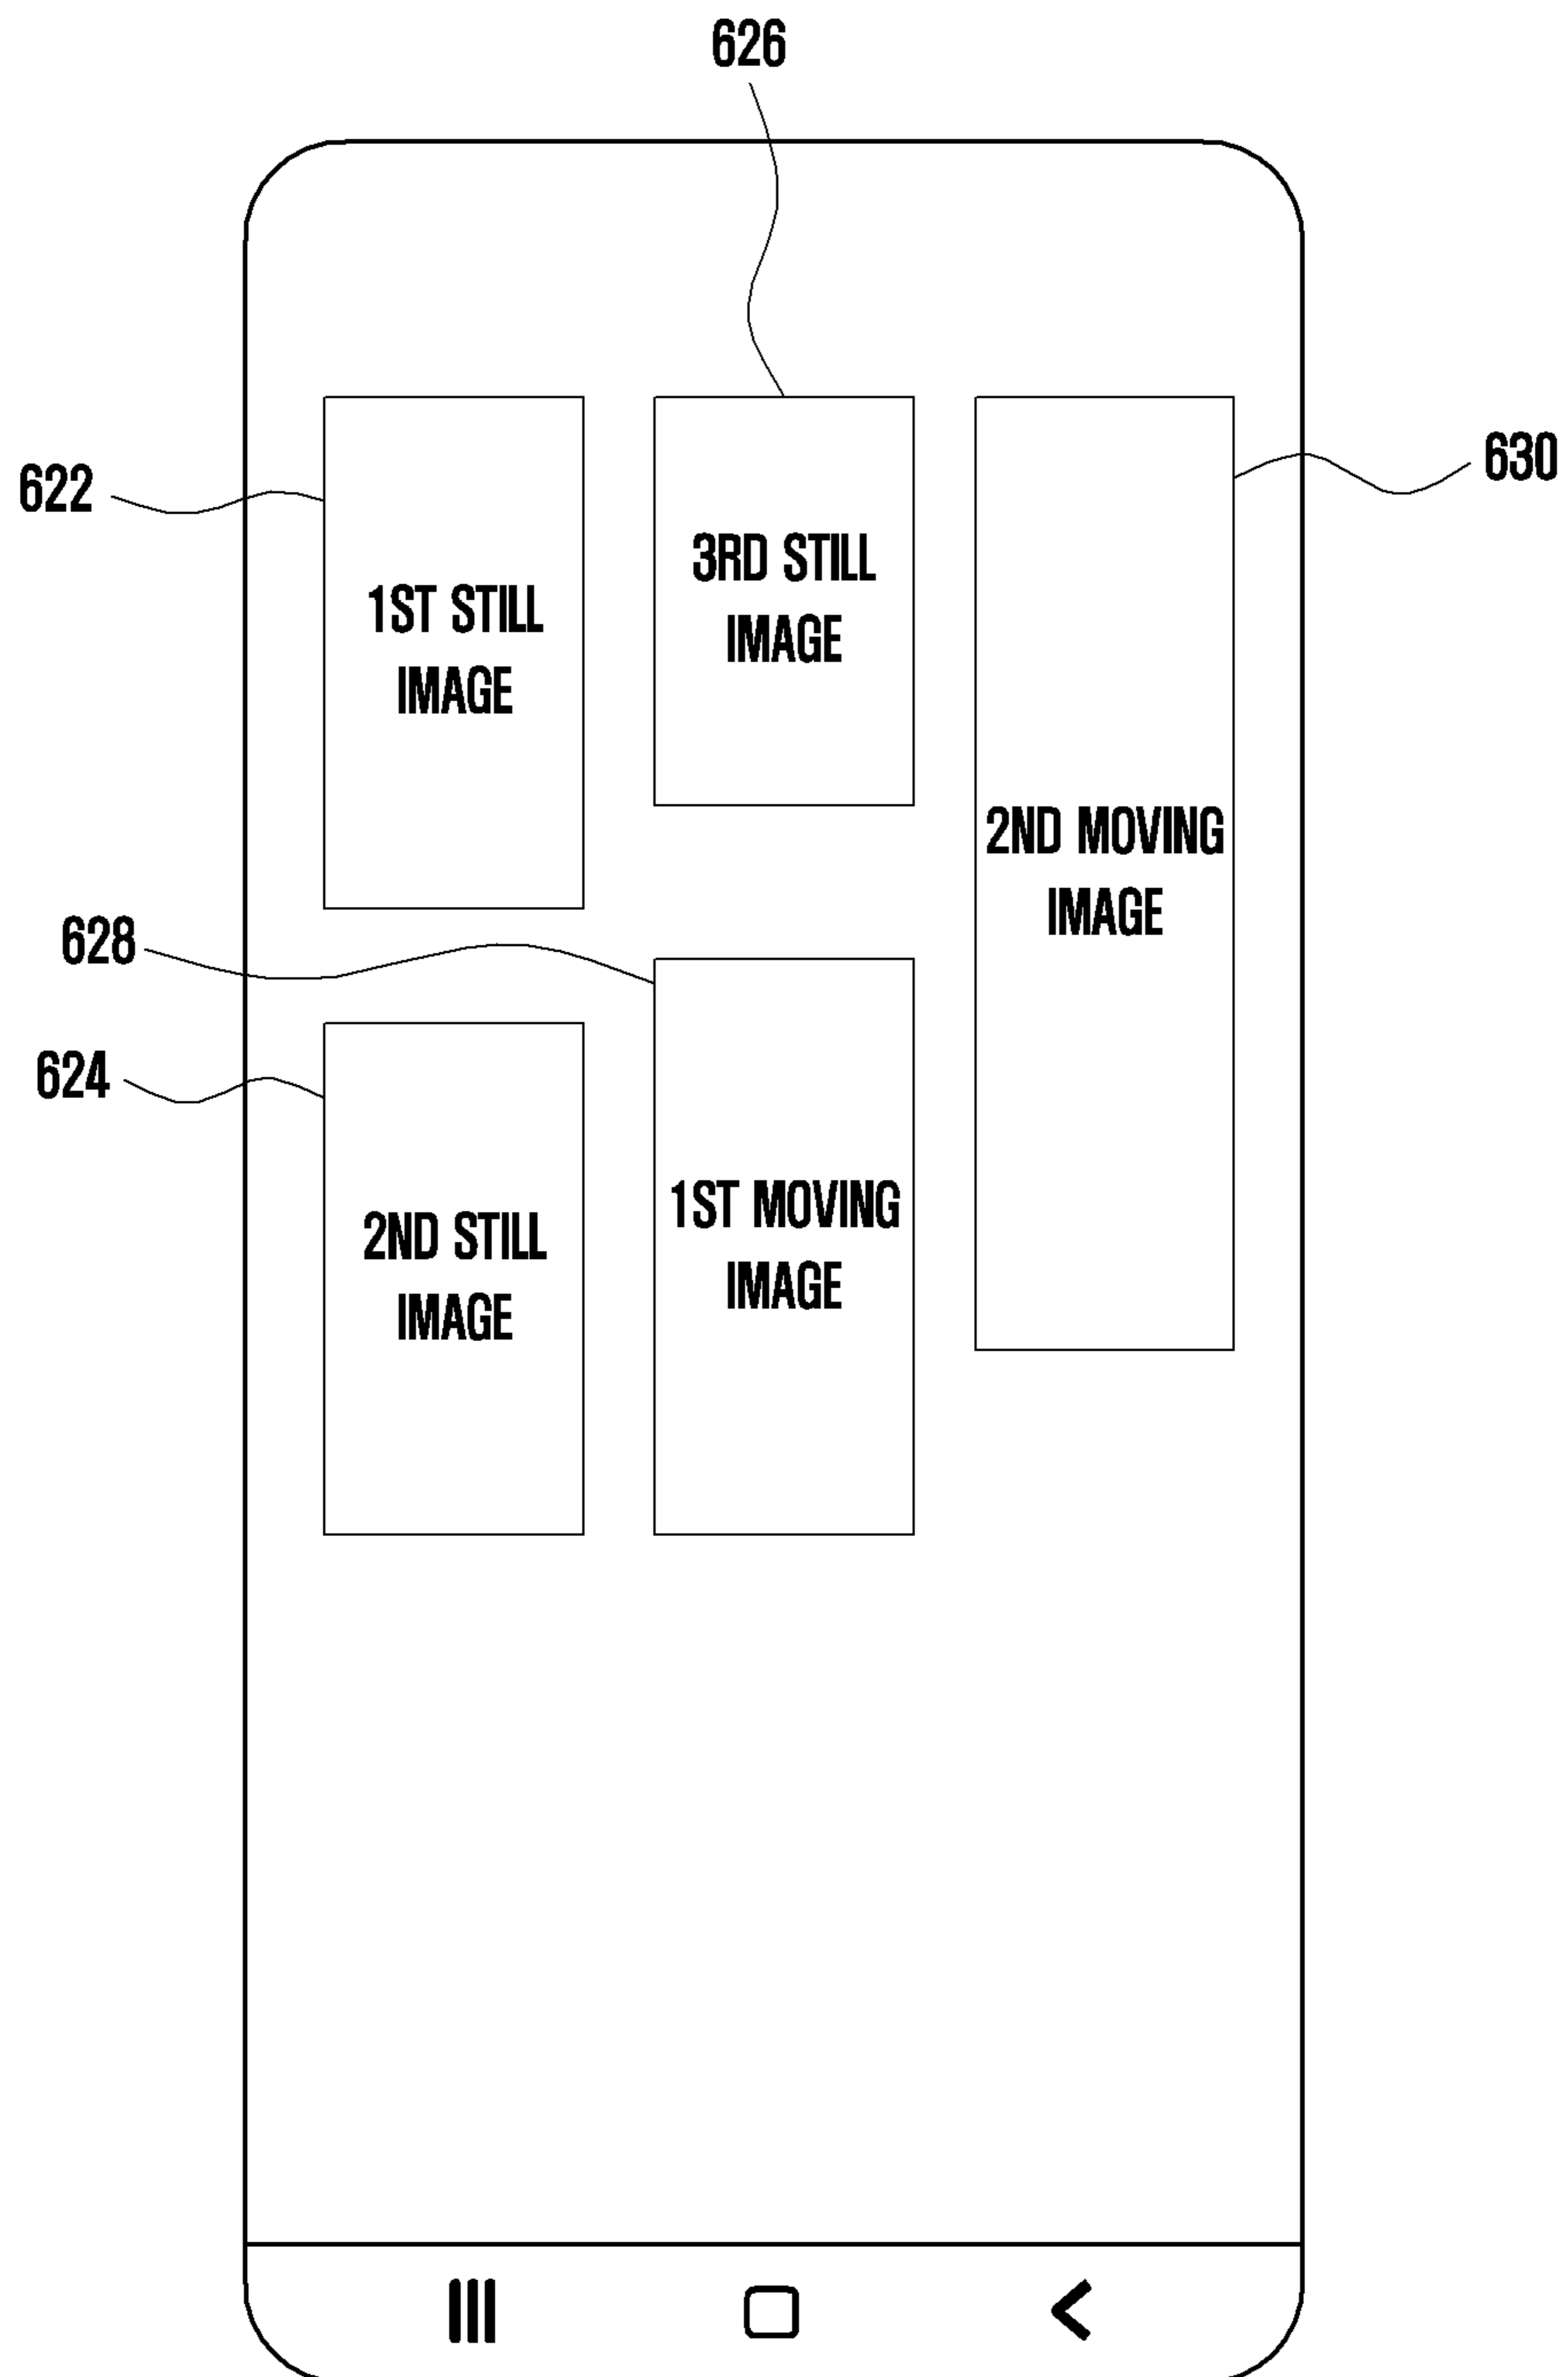 626
622
630
1ST STILL
IMAGE
3RD STILL
IMAGE
2ND MOVING
IMAGE
628
624
2ND STILL
IMAGE
1ST MOVING
IMAGE